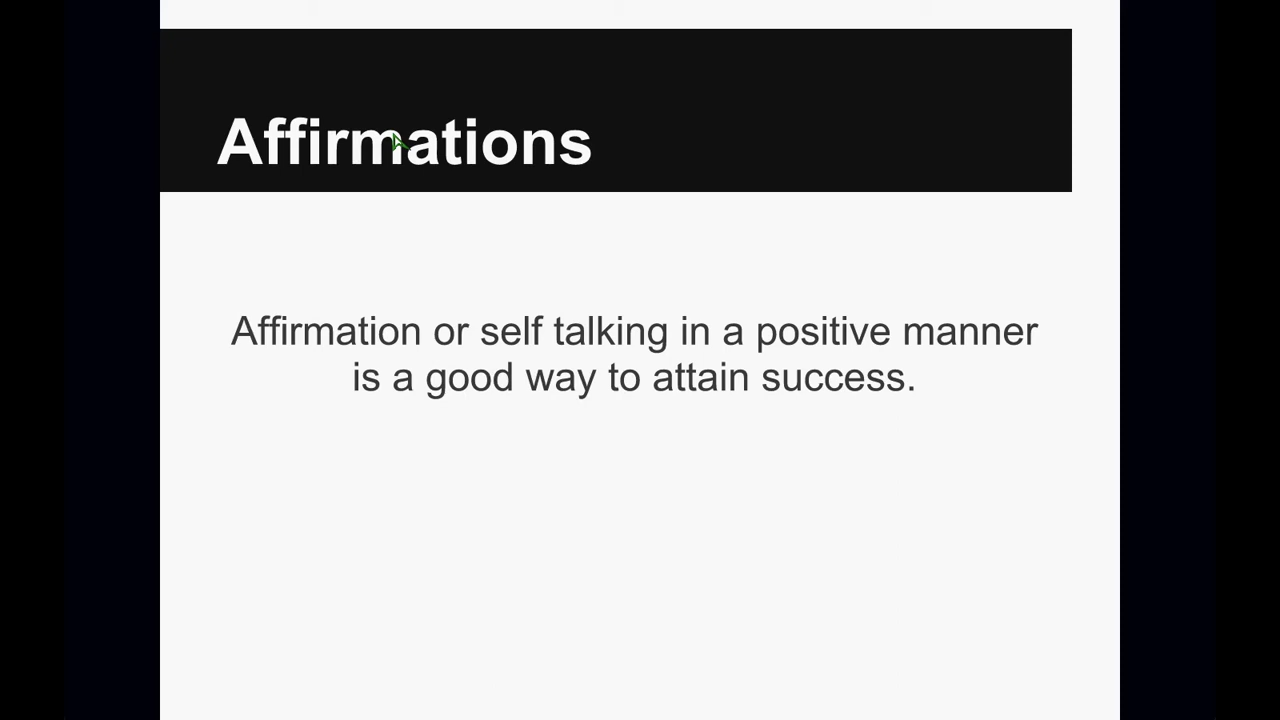 Affirmations
Affirmation or self talking in a positive manner
is a good way to attain success.